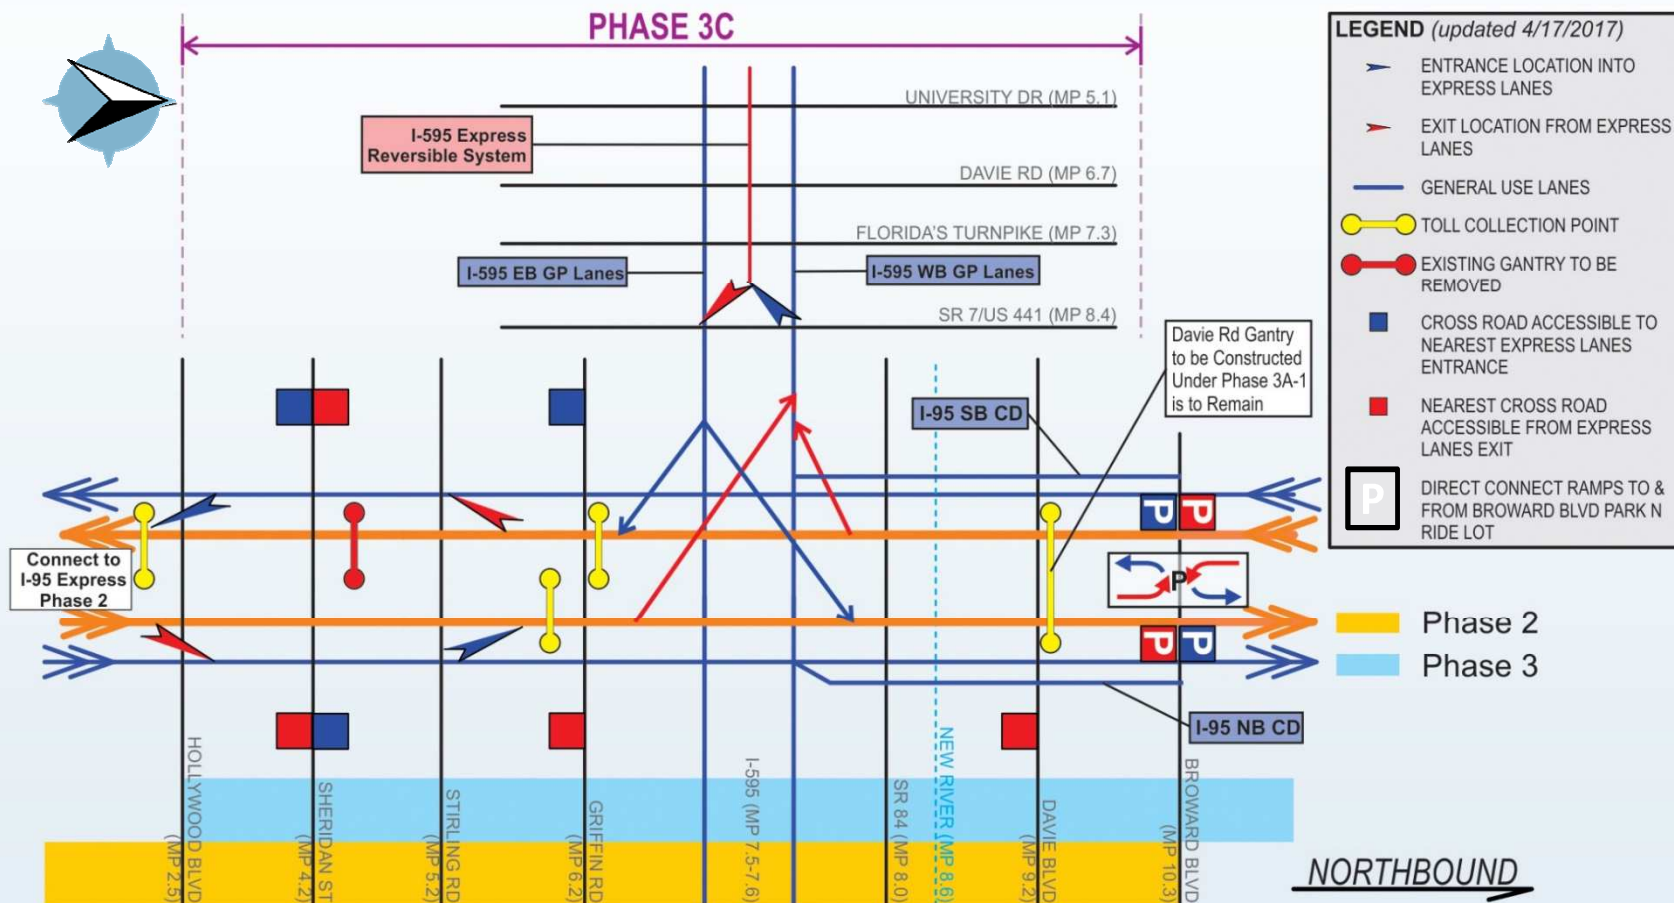 PHASE 3C
UNIVERSITY DR (MP 5.1)
I-595 Express
Reversible System
DAVIE RD (MP 6.7)
FLORIDA'S TURNPIKE (MP 7.3)
I-595 EB GP Lanes
I-595 WB GP Lanes
SR 7/US 441 (MP 8.4)
Davie Rd Gantry
to be Constructed
Under Phase 3A-1
is to Remain
I-95 SB CD
P
P
Connect to
I-95 Express
Phase 2
P
P
P
I-95 NB CD
HOLLYWOOD BLVD
(MP 2.5)
SHERIDAN ST
(MP 4.2)
STIRLING RD
(MP 5.2)
GRIFFIN RD
(MP 6.2)
I-595 (MP 7.5-7.6)
SR 84 (MP 8.0)
NEW RIVER (MP 8.6)
DAVIE BLVD
(MP 9.2)
BROWARD BLVD
(MP 10.3)
LEGEND (updated 4/17/2017)
ENTRANCE LOCATION INTO
EXPRESS LANES
EXIT LOCATION FROM EXPRESS
LANES
GENERAL USE LANES
TOLL COLLECTION POINT
EXISTING GANTRY TO BE
REMOVED
CROSS ROAD ACCESSIBLE TO
NEAREST EXPRESS LANES
ENTRANCE
NEAREST CROSS ROAD
ACCESSIBLE FROM EXPRESS
LANES EXIT
P
DIRECT CONNECT RAMPS TO &
FROM BROWARD BLVD PARK N
RIDE LOT
Phase 2
Phase 3
NORTHBOUND